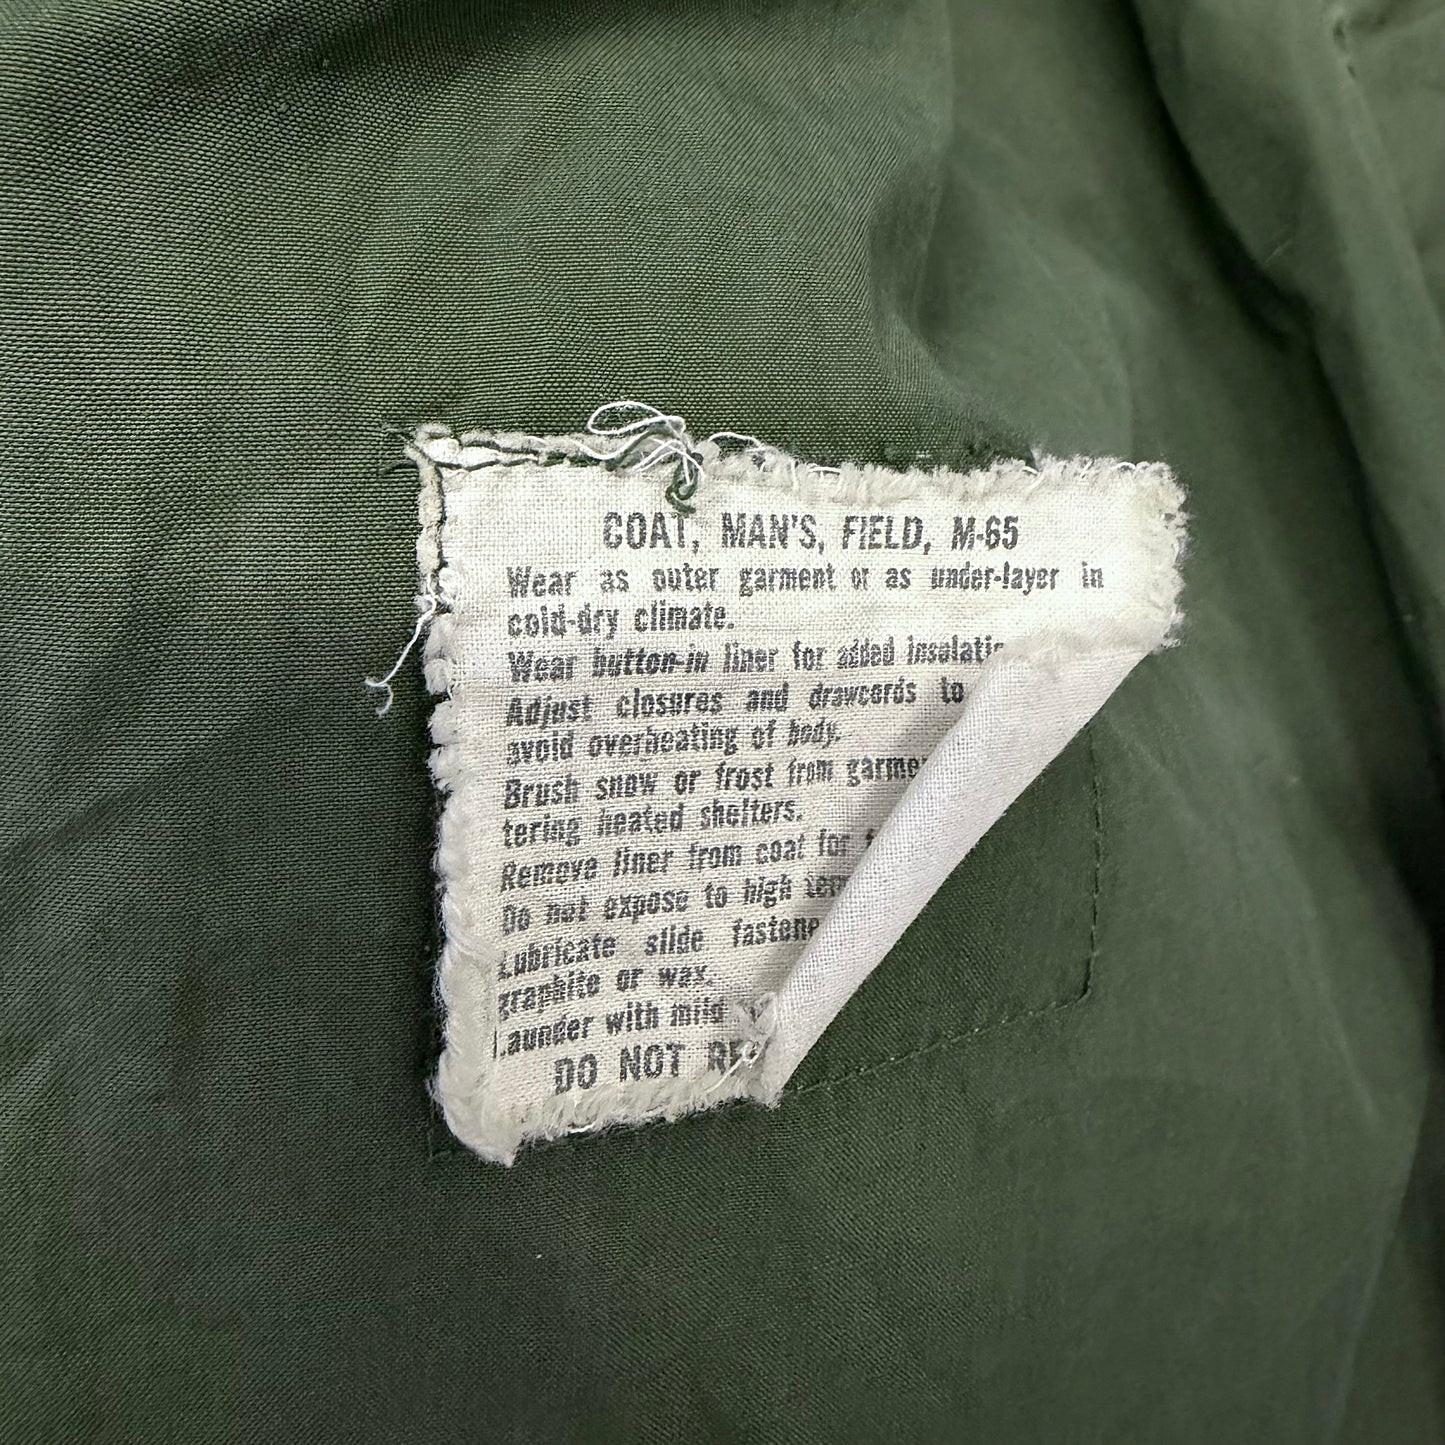 COAT, MAN'S, FIELD, M-65
Wear as outer garment or as under-layer in
cold-dry climate.
Wear button-in liner for added
Adjust closures and drawcords to
avoid overheating of body.
Brush snow or frost from
tering heated shelters.
Remove liner from coat for
Do not expose to high
Lubricate slide
graphite or wax.
Launder with mild
DO NOT